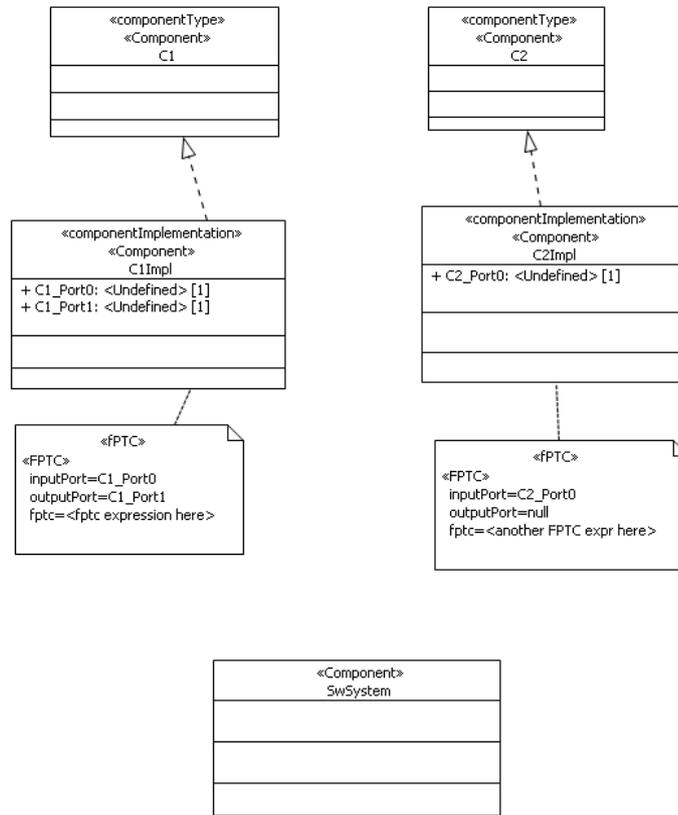 «componentType»
«Component»
C1
«componentType»
«Component»
C2
«componentImplementation»
«Component»
C1Impl
+ C1_Port0: <Undefined> [1]
+ C1_Port1: <Undefined> [1]
«componentImplementation»
«Component»
C2Impl
+ C2_Port0: <Undefined> [1]
«fPTC»
«FPTC»
inputPort=C1_Port0
outputPort=C1_Port1
fptc=<fptc expression here>
«fPTC»
«FPTC»
inputPort=C2_Port0
outputPort=null
fptc=<another FPTC expr here>
«Component»
SwSystem